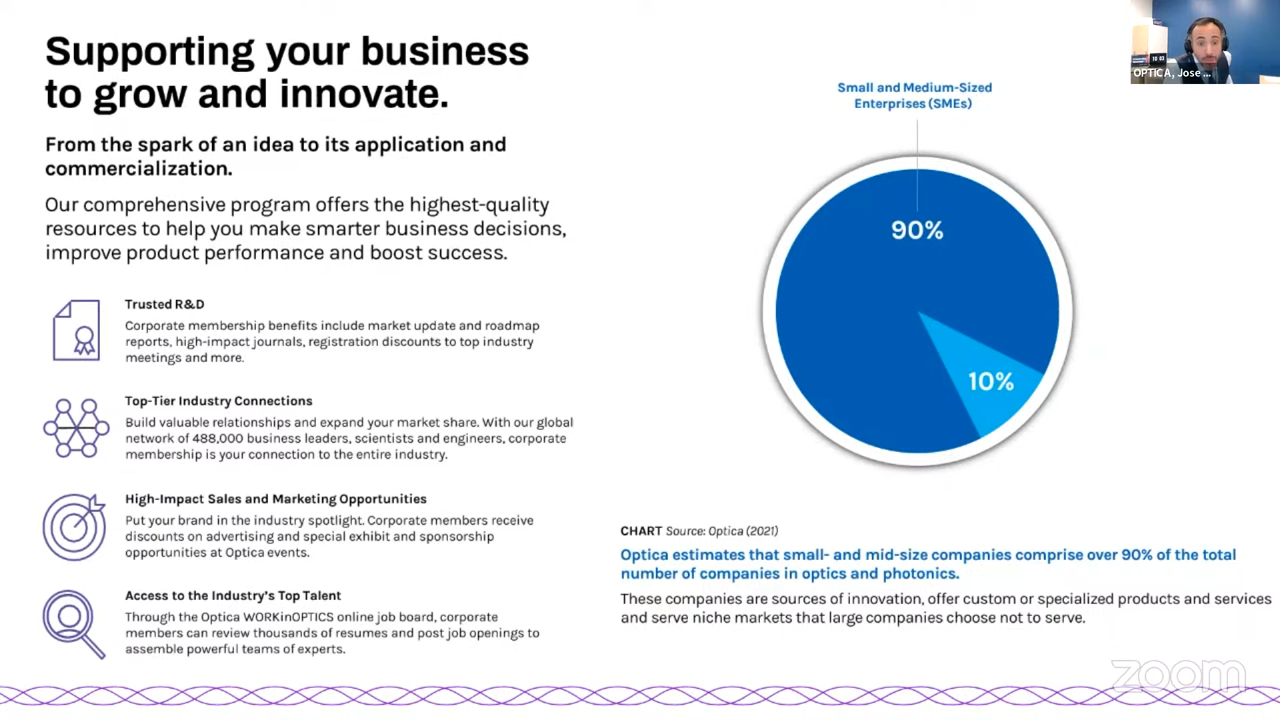 Supporting your business
to grow and innovate.
From the spark of an idea to its application and
commercialization.
Our comprehensive program offers the highest-quality
resources to help you make smarter business decisions,
improve product performance and boost success.
Trusted R&D
Corporate membership benefits include market update and roadmap
reports, high-impact journals, registration discounts to top industry
meetings and more.
Top-Tier Industry Connections
Build valuable relationships and expand your market share. With our global
network of 488,000 business leaders, scientists and engineers, corporate
membership is your connection to the entire industry.
High-Impact Sales and Marketing Opportunities
Put your brand in the industry spotlight. Corporate members receive
discounts on advertising and special exhibit and sponsorship
opportunities at Optica events.
Access to the Industry's Top Talent
Through the Optica WORKinOPTICS online job board, corporate
members can review thousands of resumes and post job openings to
assemble powerful teams of experts.
OPTICA, Jose ...
Small and Medium-Sized
Enterprises (SMEs)
90%
10%
CHART Source: Optica (2021)
Optica estimates that small- and mid-size companies comprise over 90% of the total
number of companies in optics and photonics.
These companies are sources of innovation, offer custom or specialized products and services
and serve niche markets that large companies choose not to serve.
zoom